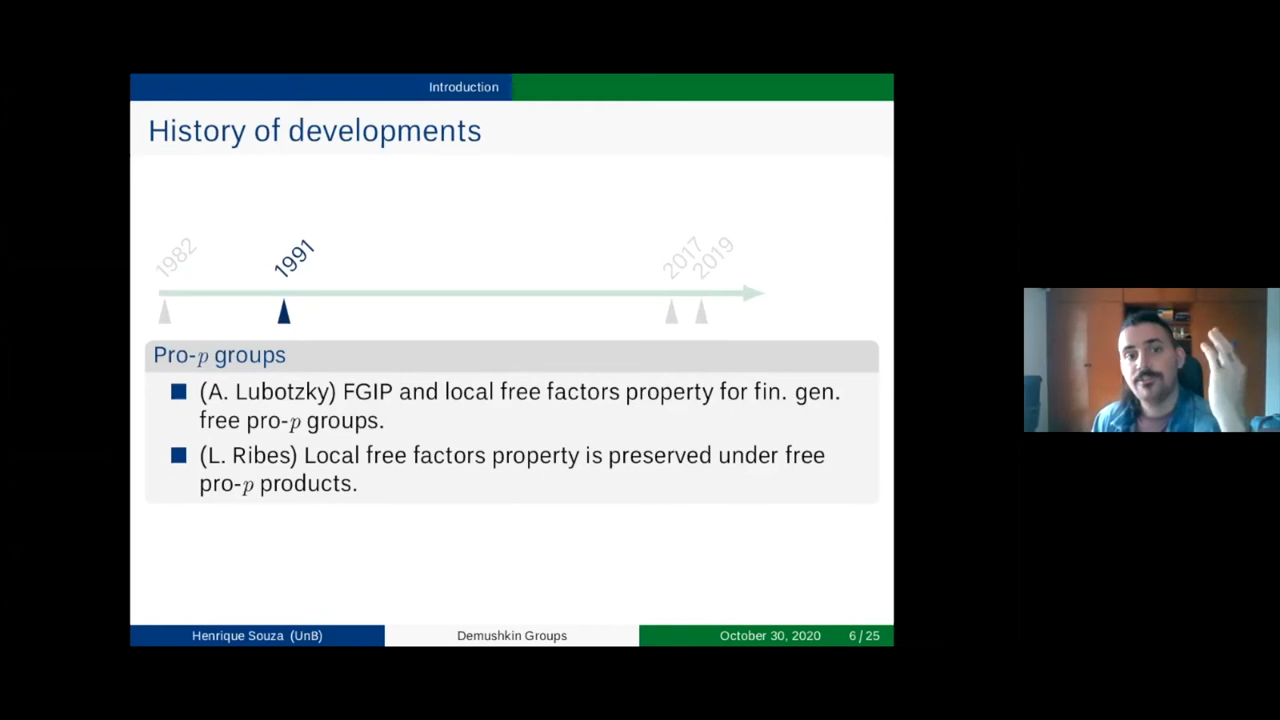 Introduction
History of developments
1982
1991
2017
2019
Pro-p groups
(A. Lubotzky) FGIP and local free factors property for fin. gen.
free pro-p groups.
(L. Ribes) Local free factors property is preserved under free
pro-p products.
Henrique Souza (UnB)
Demushkin Groups
October 30, 2020
6 / 25